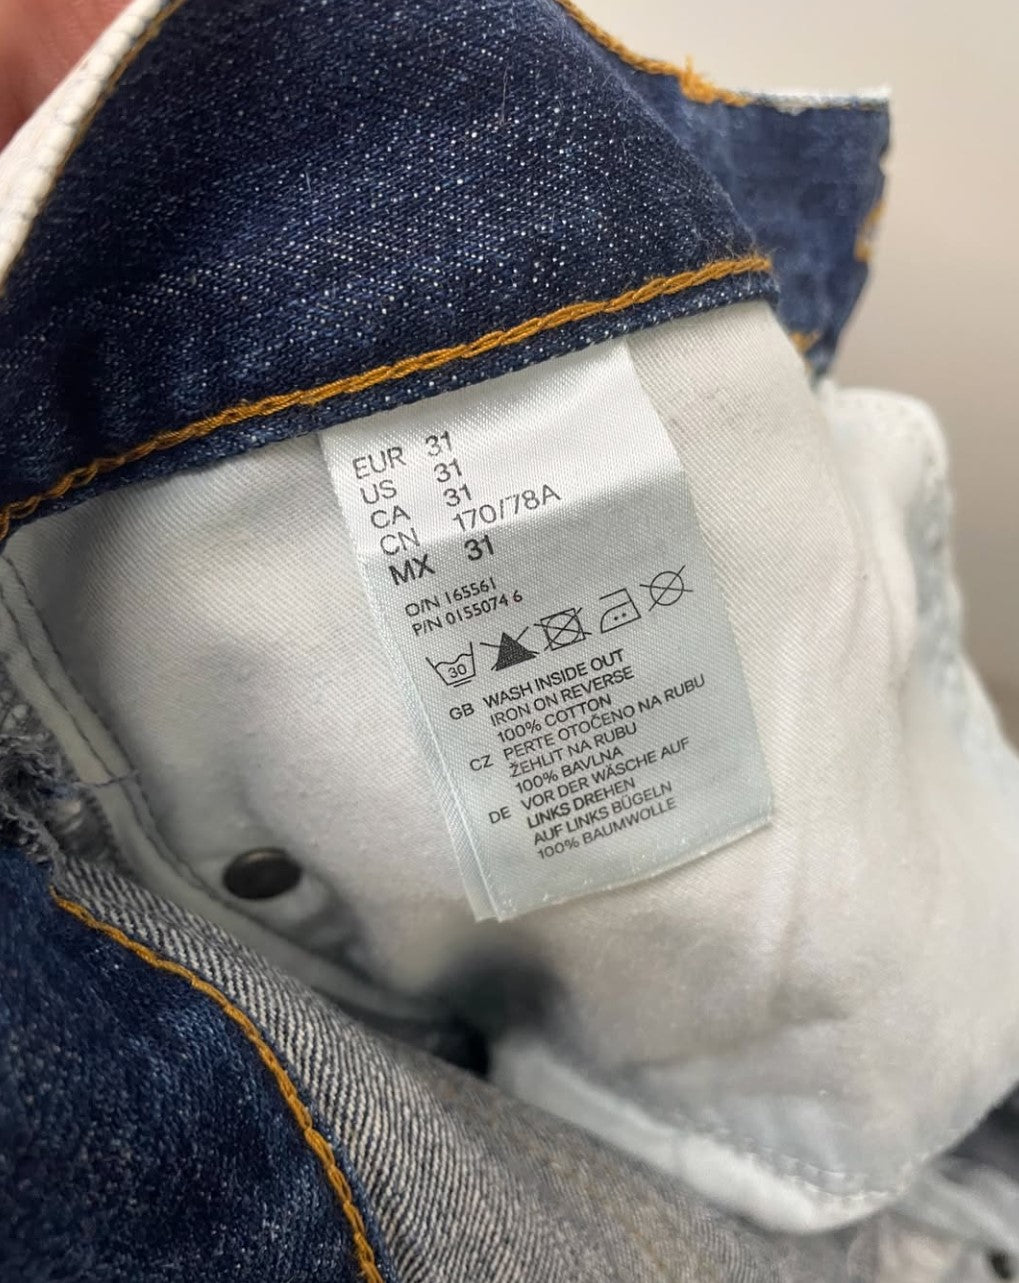 EUR 31
US 31
CA 31
CN 170/78A
MX 31
O/N 165561
P/N 0155074 6
30
GB WASH INSIDE OUT
IRON ON REVERSE
100% COTTON
CZ PERTE OTOČENO NA RUBU
ŽEHLIT NA RUBU
100% BAVLNA
DE VOR DER WÄSCHE AUF
LINKS DREHEN
AUF LINKS BÜGELN
100% BAUMWOLLE